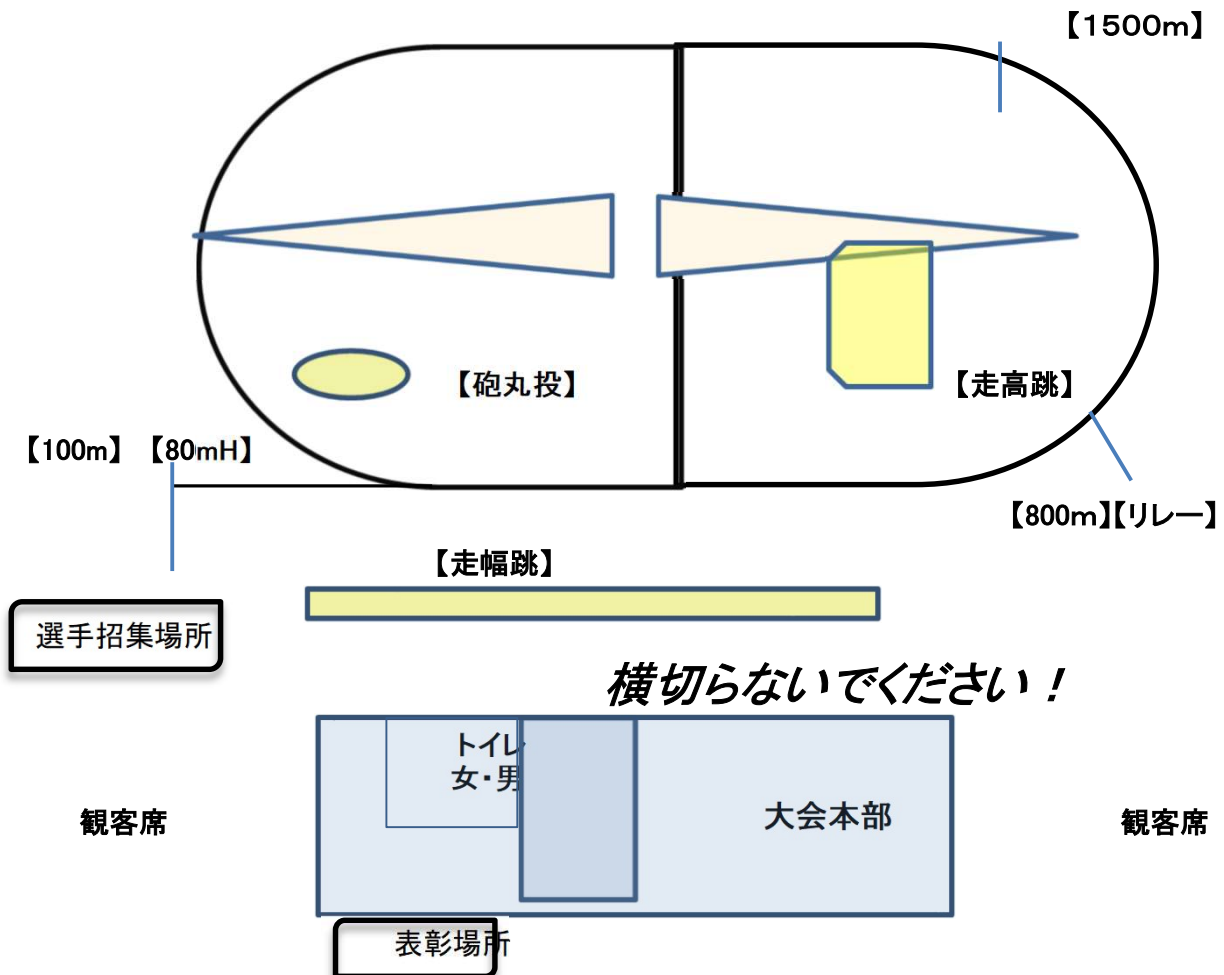 【1500m】
【砲丸投】
【走高跳】
【100m】 【80mH】
【800m】【リレー】
【走幅跳】
選手招集場所
横切らないでください！
トイレ
女・男
大会本部
観客席
観客席
表彰場所